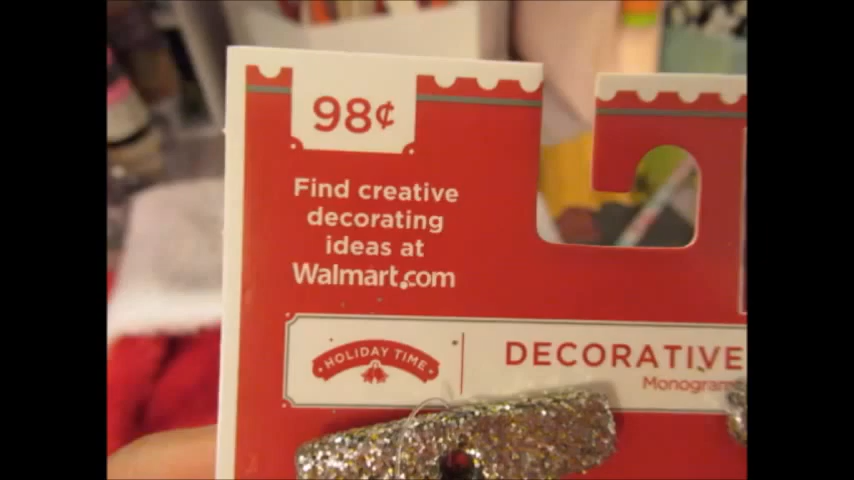 98¢
Find creative
decorating
ideas at
Walmart.com
HOLIDAY TIME
DECORATIVE
Monogram